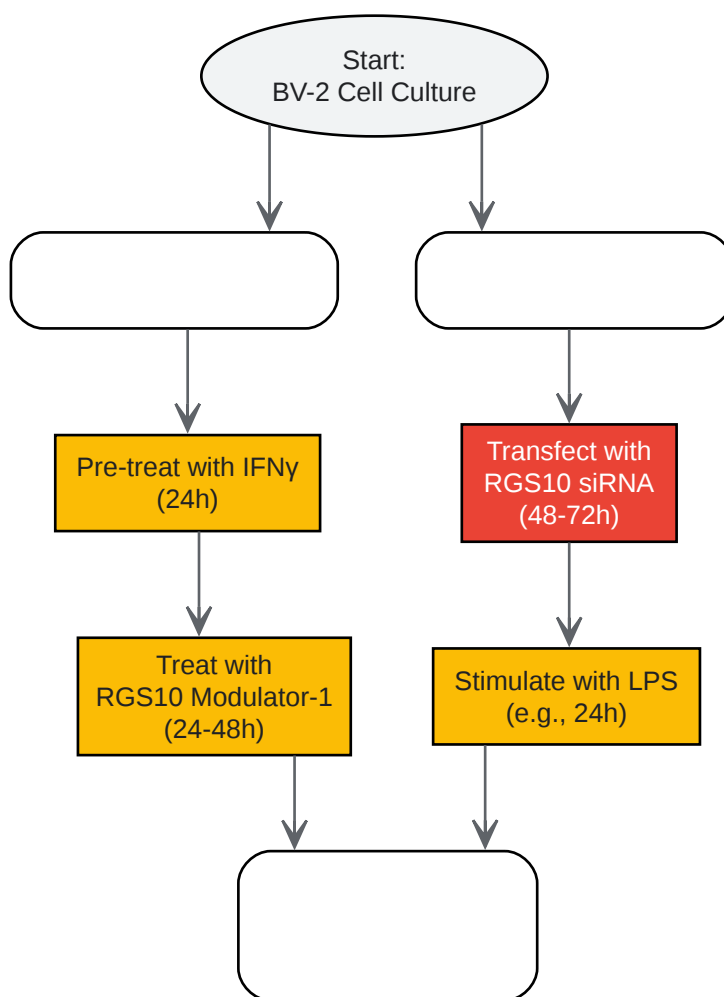 Start:
BV-2 Cell Culture
Pre-treat with IFNγ
(24h)
Transfect with
RGS10 siRNA
(48-72h)
Treat with
RGS10 Modulator-1
(24-48h)
Stimulate with LPS
(e.g., 24h)